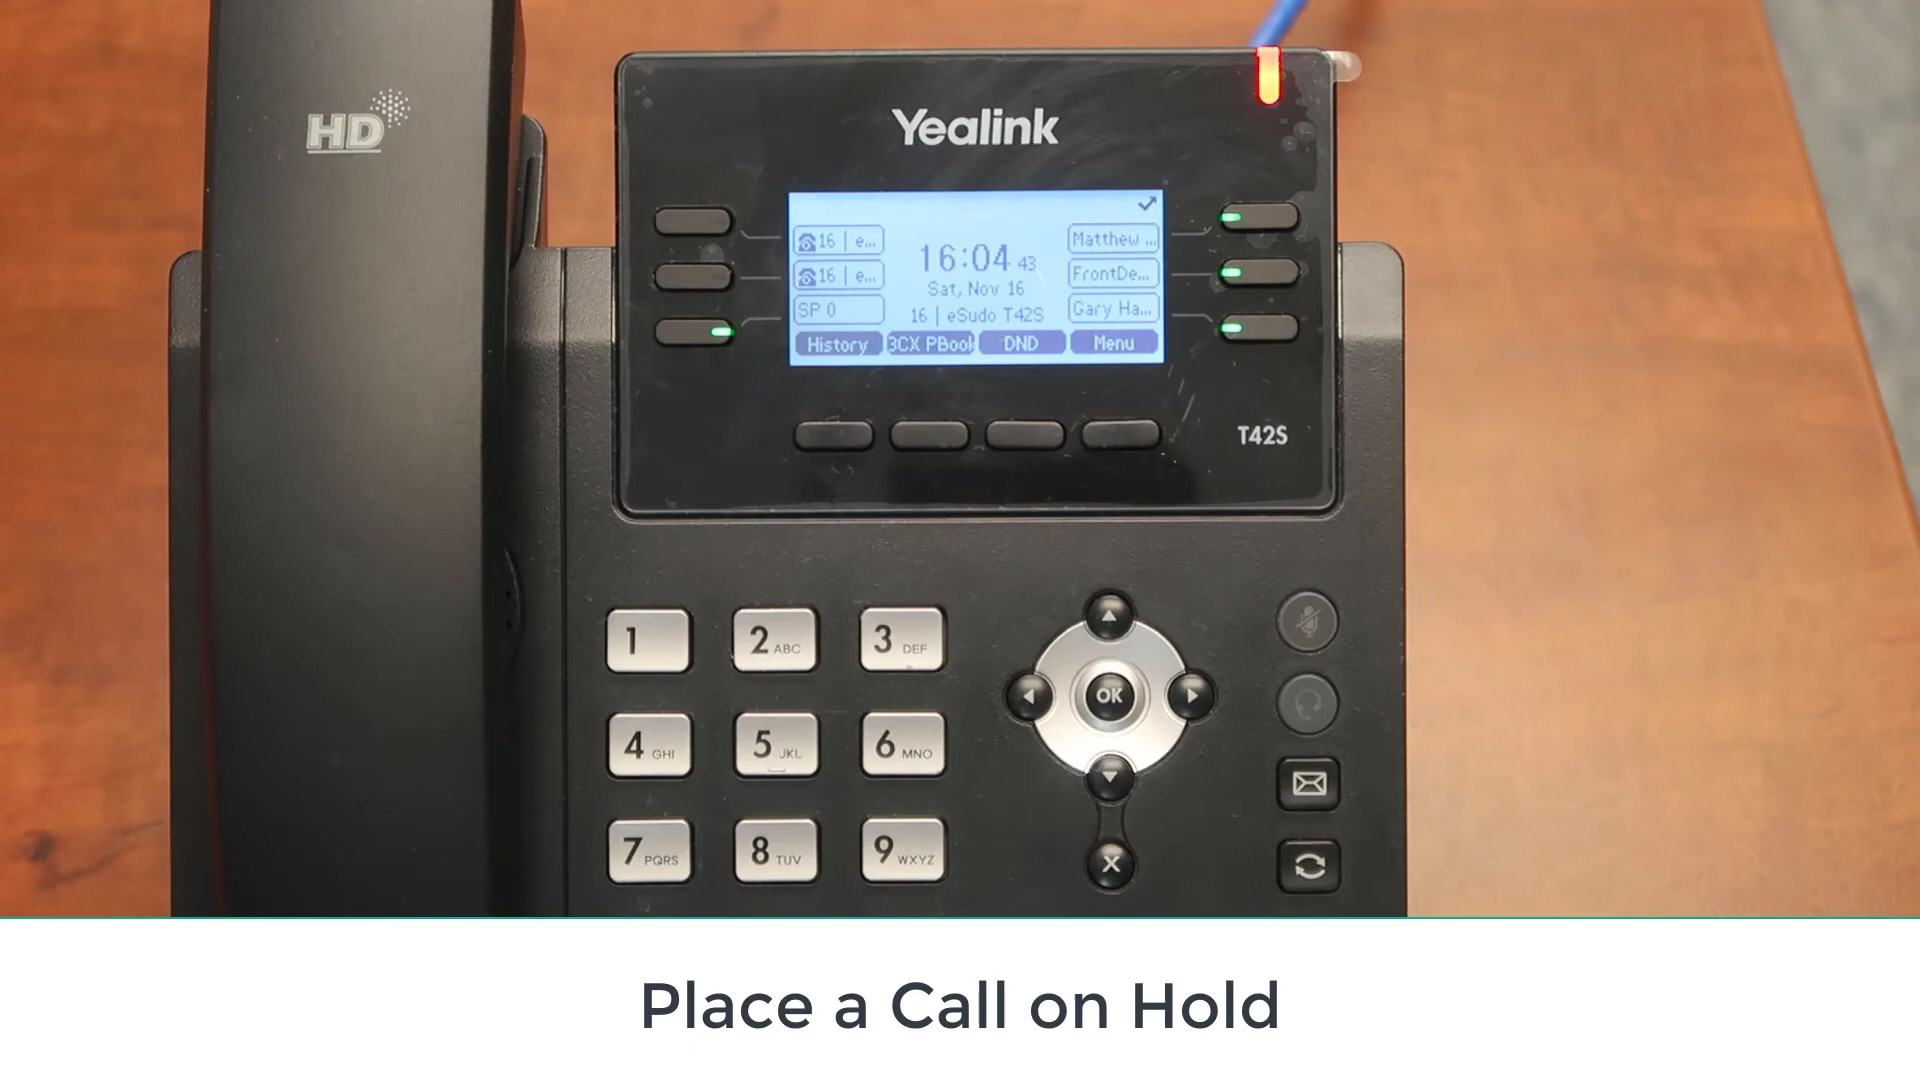 HD
Yealink
16 | e...
16 | e...
SP 0
16:04 43
Sat, Nov 16
16 | eSudo T42S
Matthew ...
FrontDe...
Gary Ha...
History 3CX PBook DND Menu
T42S
1 2 ABC 3 DEF
OK
4 GHI 5 JKL 6 MNO
7 PQRS 8 TUV 9 WXYZ
X
Place a Call on Hold